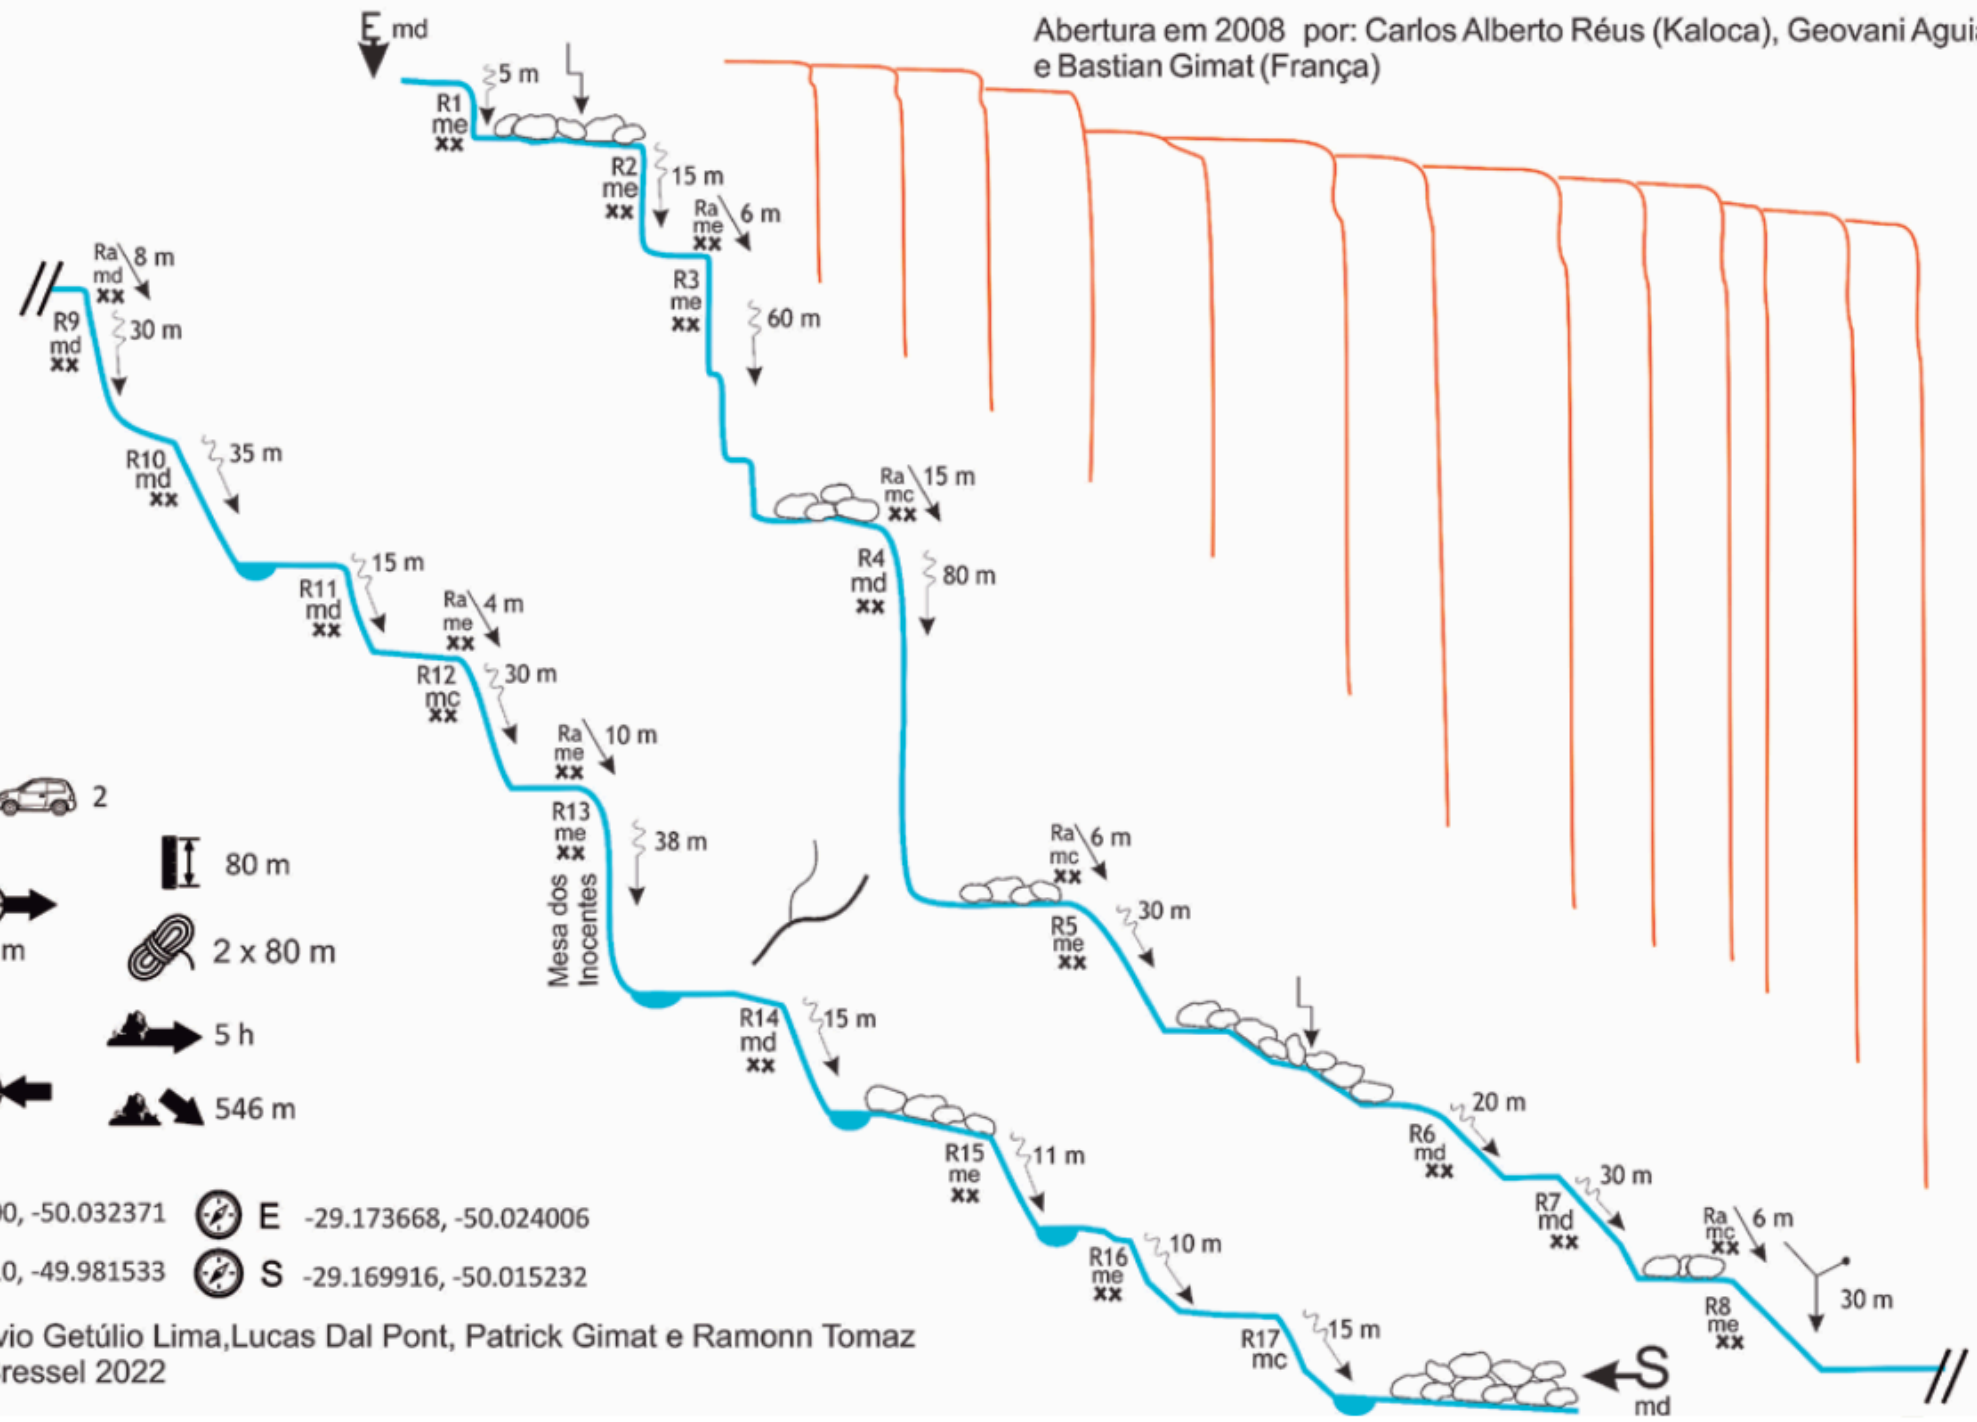 E md
Abertura em 2008 por: Carlos Alberto Réus (Kaloca), Geovani Aguia
e Bastian Gimat (França)
5 m
R1
me
xx
R2
me
xx
15 m
Ra
me
xx
6 m
R3
me
xx
60 m
Ra
mc
xx
15 m
R4
md
xx
80 m
Ra
mc
xx
6 m
R5
me
xx
30 m
20 m
R6
md
xx
30 m
R7
md
xx
Ra
mc
xx
6 m
R8
me
xx
30 m
Ra
md
xx
8 m
R9
md
xx
30 m
R10
md
xx
35 m
R11
md
xx
15 m
Ra
me
xx
4 m
R12
mc
xx
30 m
Ra
me
xx
10 m
R13
me
xx
38 m
Mesa dos
Inocentes
R14
md
xx
15 m
R15
me
xx
11 m
R16
me
xx
10 m
R17
mc
15 m
S
md
2
80 m
m
2 x 80 m
5 h
546 m
0, -50.032371 E -29.173668, -50.024006
0, -49.981533 S -29.169916, -50.015232
vio Getúlio Lima,Lucas Dal Pont, Patrick Gimat e Ramonn Tomaz
ressel 2022